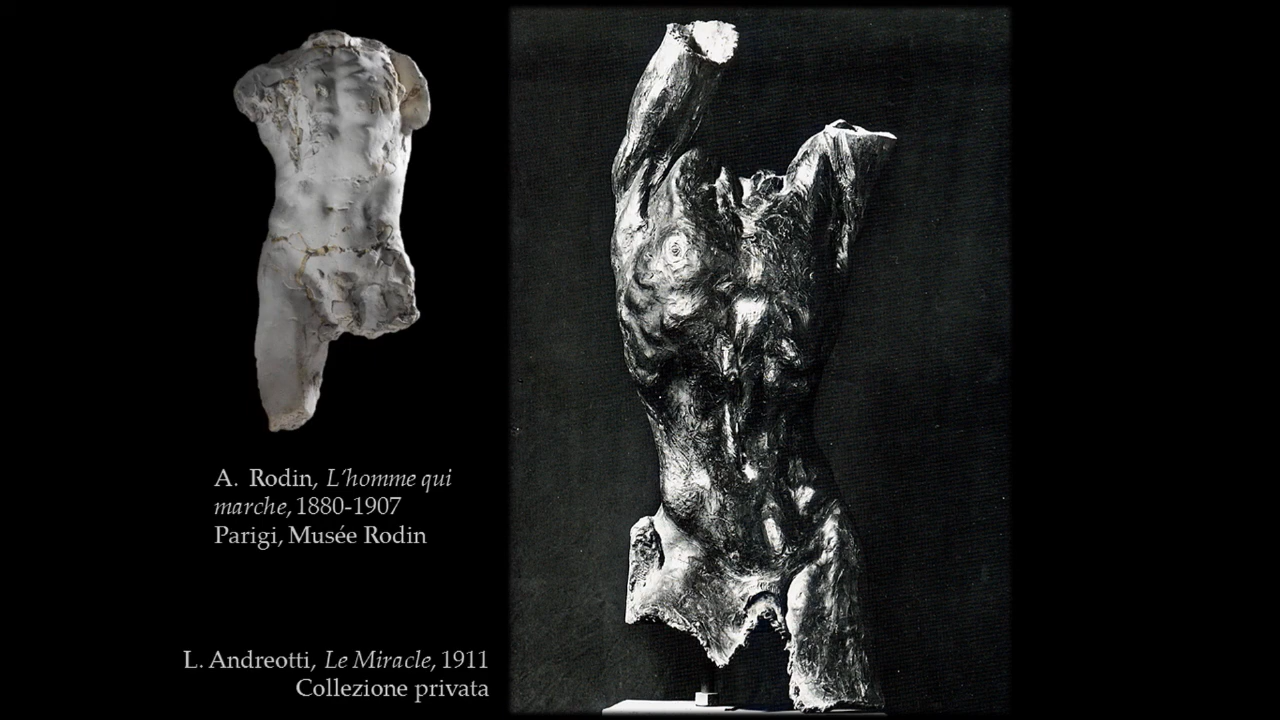 A. Rodin, L'homme qui
marche, 1880-1907
Parigi, Musée Rodin
L. Andreotti, Le Miracle, 1911
Collezione privata